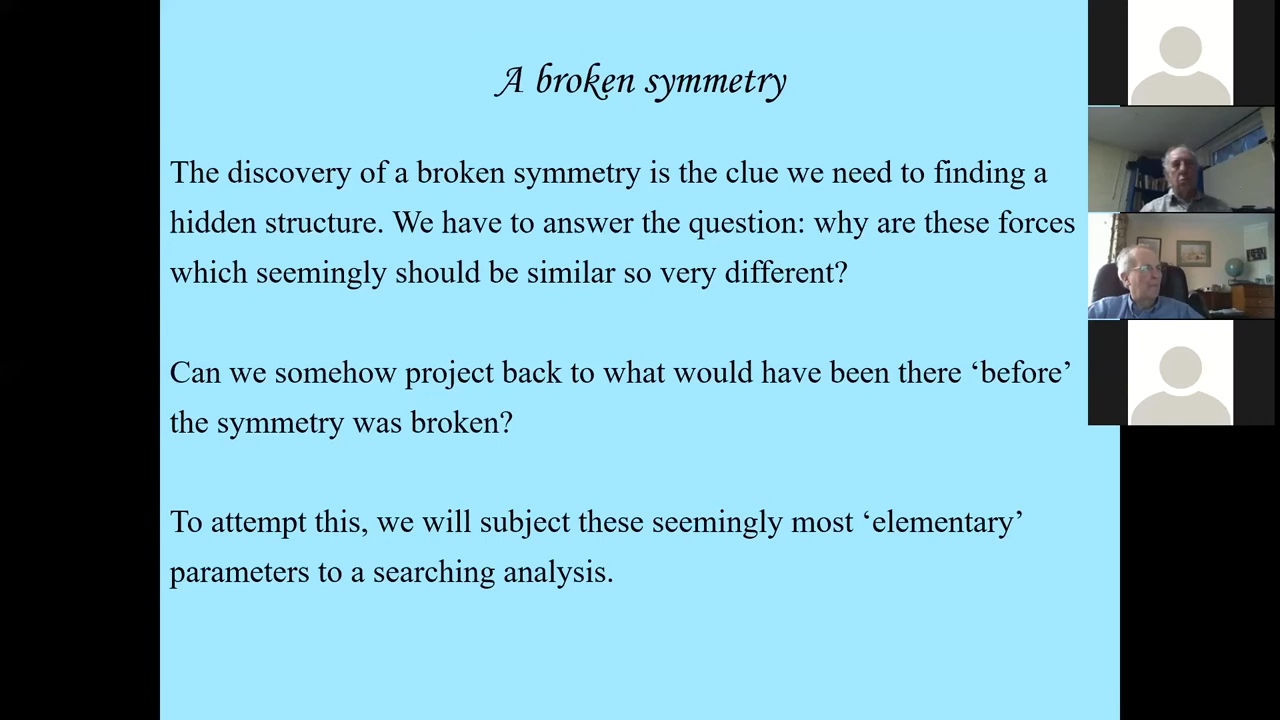 A broken symmetry
The discovery of a broken symmetry is the clue we need to finding a
hidden structure. We have to answer the question: why are these forces
which seemingly should be similar so very different?
Can we somehow project back to what would have been there ‘before’
the symmetry was broken?
To attempt this, we will subject these seemingly most ‘elementary’
parameters to a searching analysis.